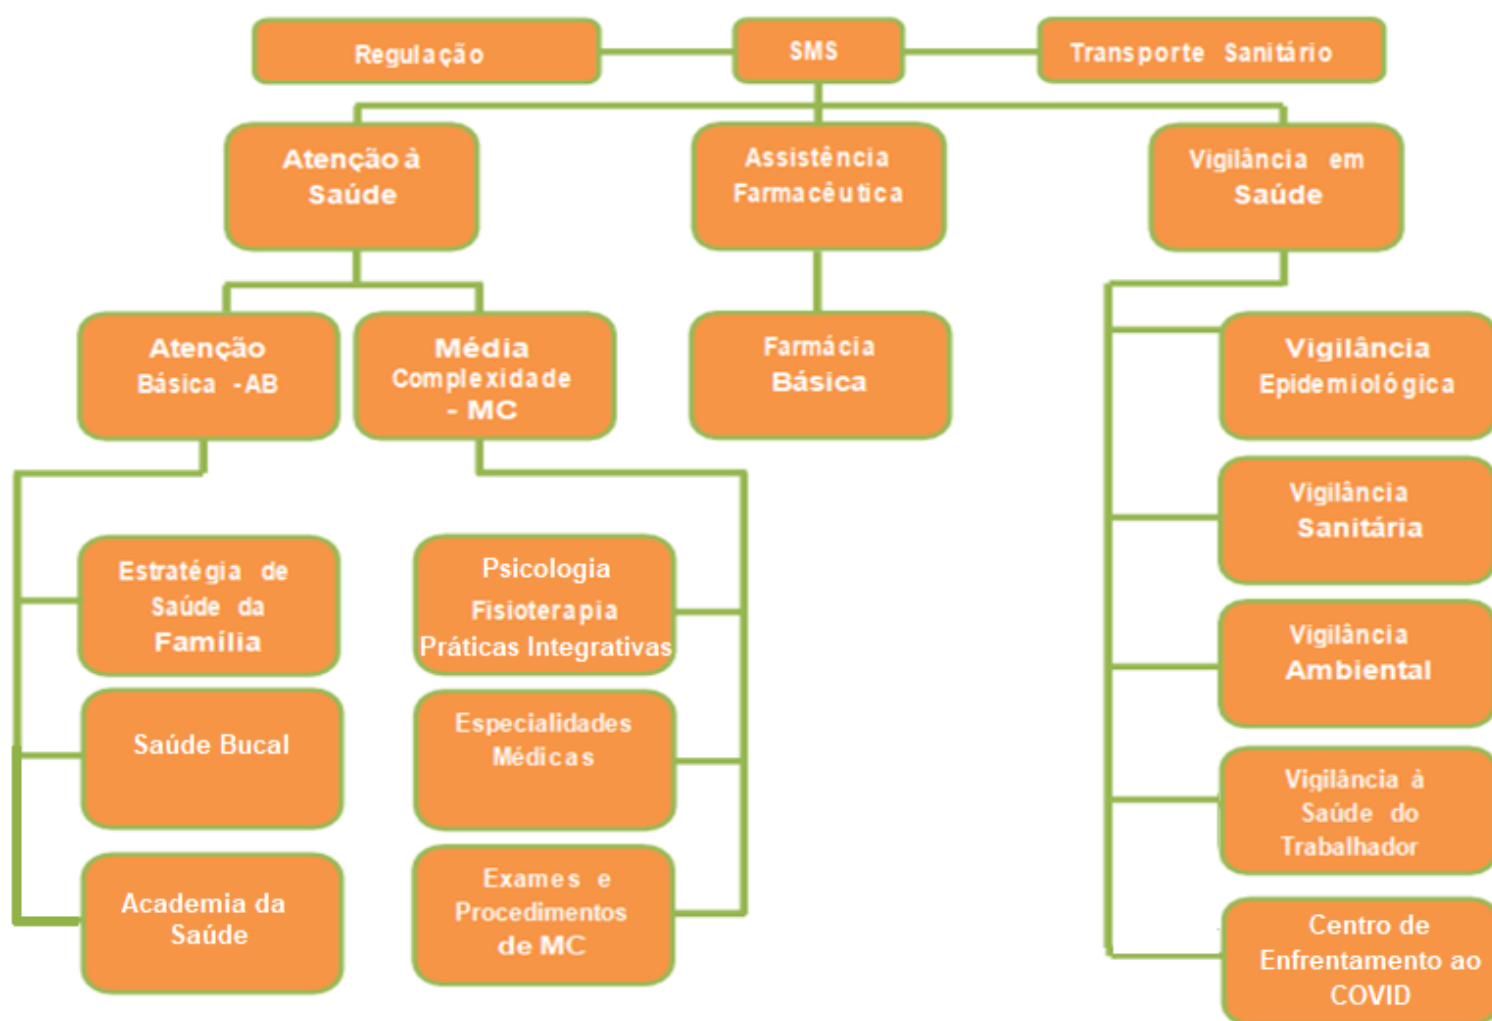 Regulação
SMS
Transporte Sanitário
Atenção à
Saúde
Assistência
Farmacêutica
Vigilância em
Saúde
Atenção
Básica -AB
Média
Complexidade
- MC
Farmácia
Básica
Vigilância
Epidemiológica
Vigilância
Sanitária
Vigilância
Ambiental
Vigilância à
Saúde do
Trabalhador
Centro de
Enfrentamento ao
COVID
Estratégia de
Saúde da
Família
Saúde Bucal
Academia da
Saúde
Psicologia
Fisioterapia
Práticas Integrativas
Especialidades
Médicas
Exames e
Procedimentos
de MC